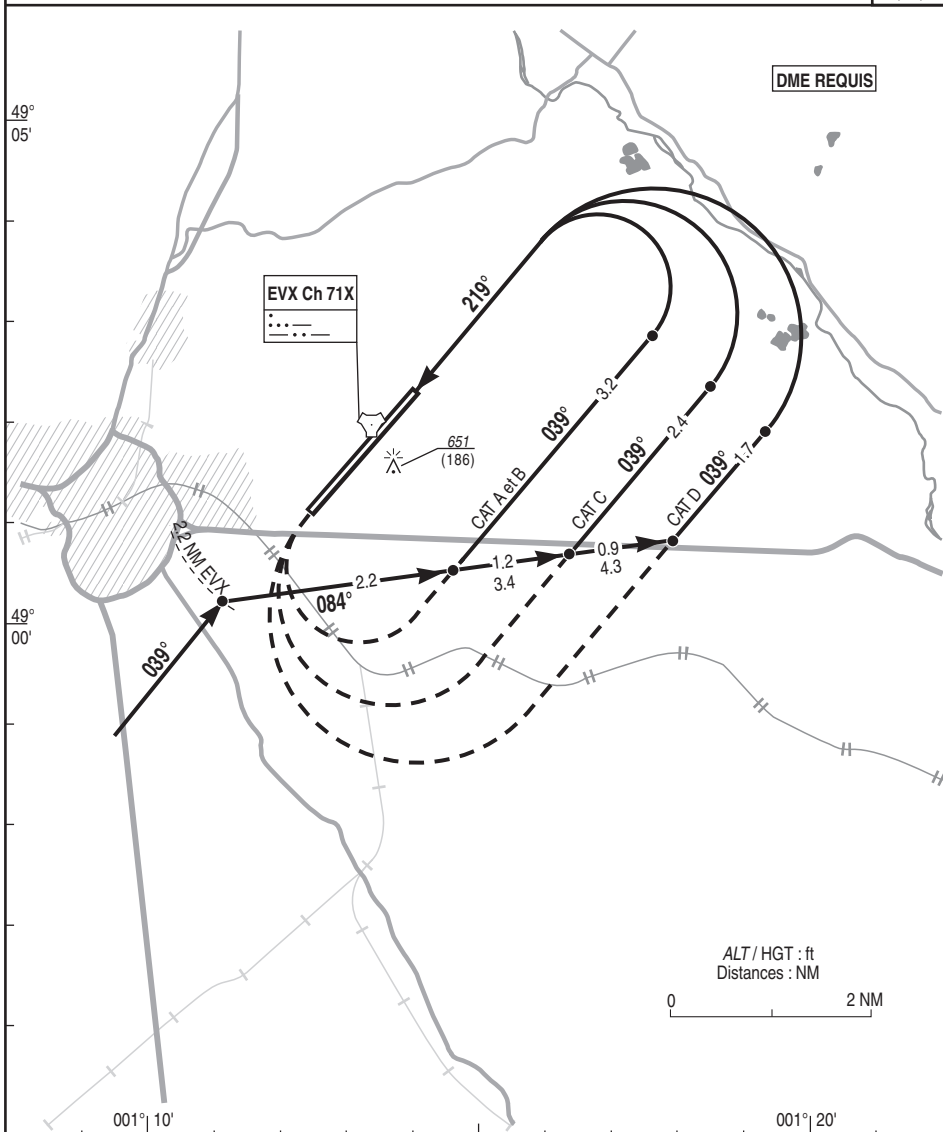 DME REQUIS
49°
05'
EVX Ch 71X
219°
651
(186)
3.2
039°
CAT A et B
2.4
039°
CAT C
1.7
039°
CAT D
2.2 NM EVX
2.2
084°
1.2
3.4
0.9
4.3
49°
00'
039°
ALT / HGT : ft
Distances : NM
0 2 NM
001° 10'
001° 20'